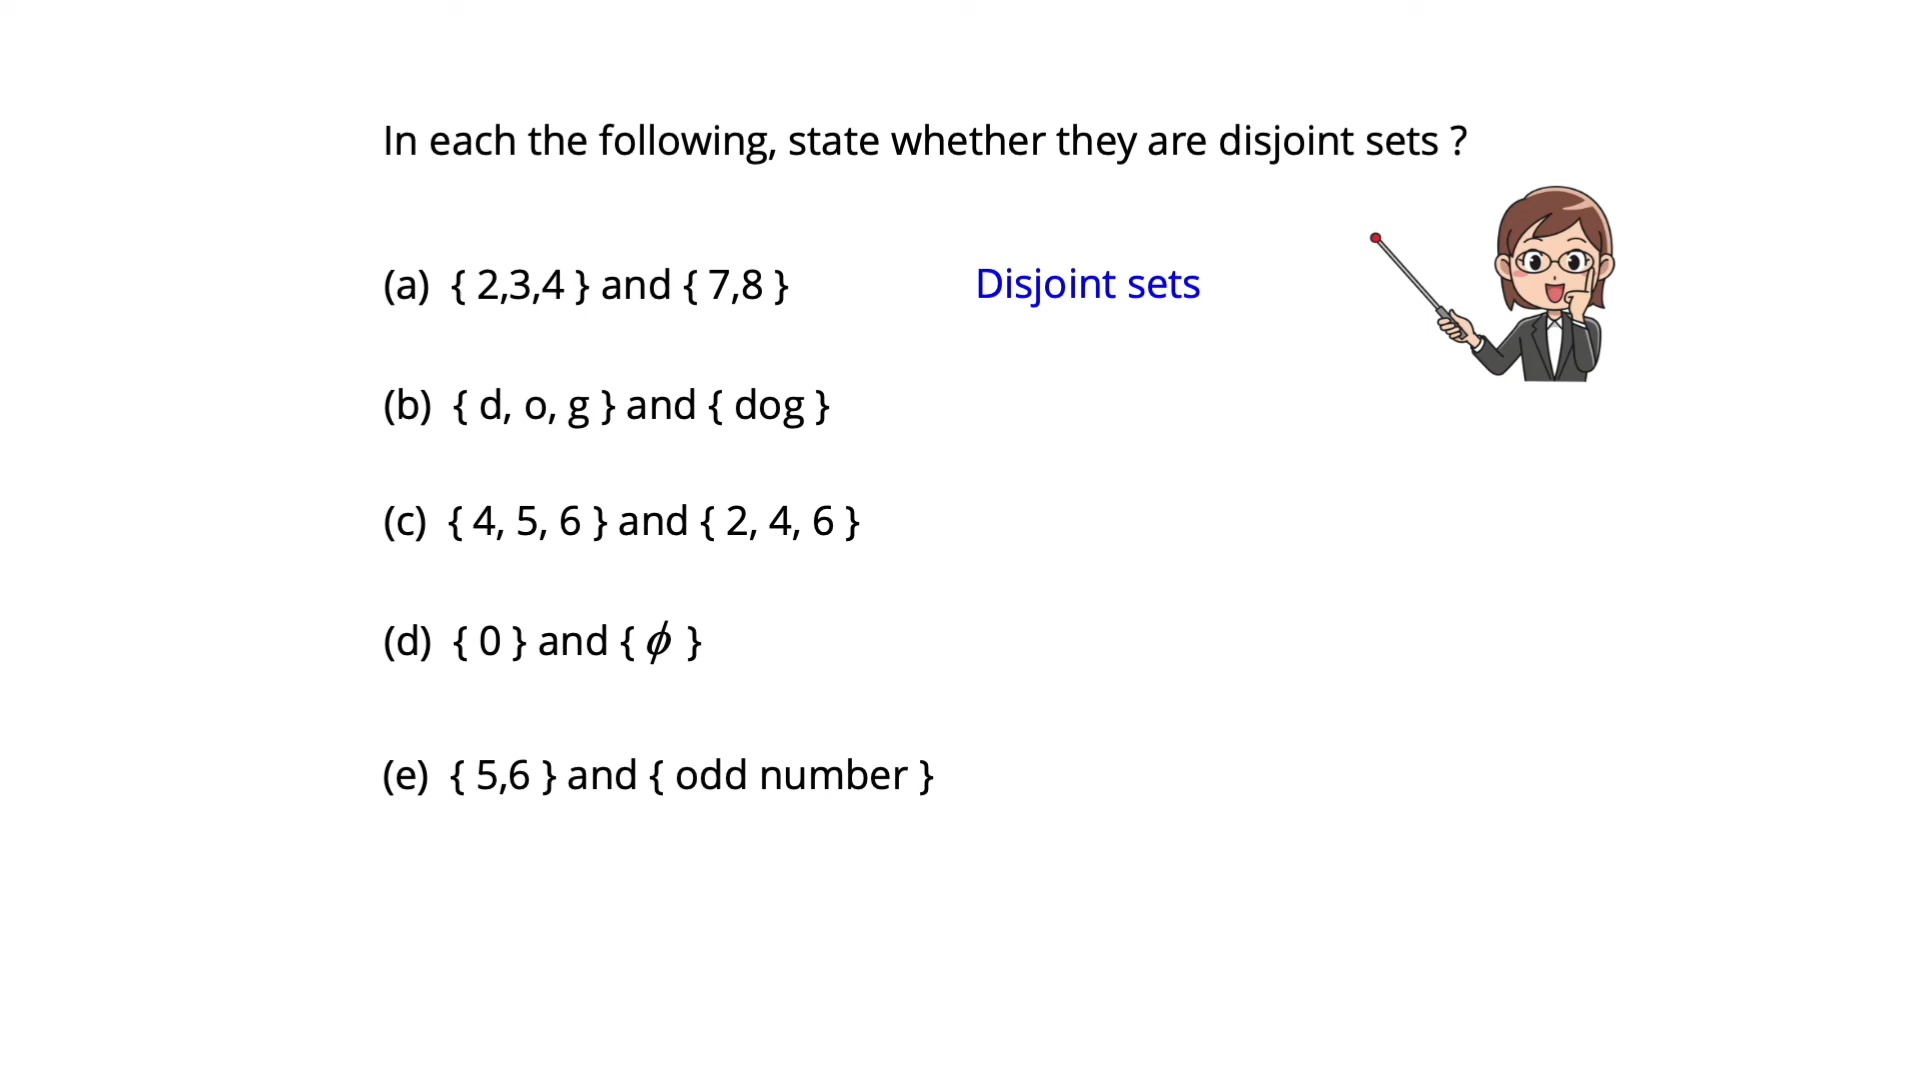 In each the following, state whether they are disjoint sets ?
(a) { 2,3,4 } and { 7,8 } Disjoint sets
(b) { d, o, g } and { dog }
(c) { 4, 5, 6 } and { 2, 4, 6 }
(d) { 0 } and { ϕ }
(e) { 5,6 } and { odd number }